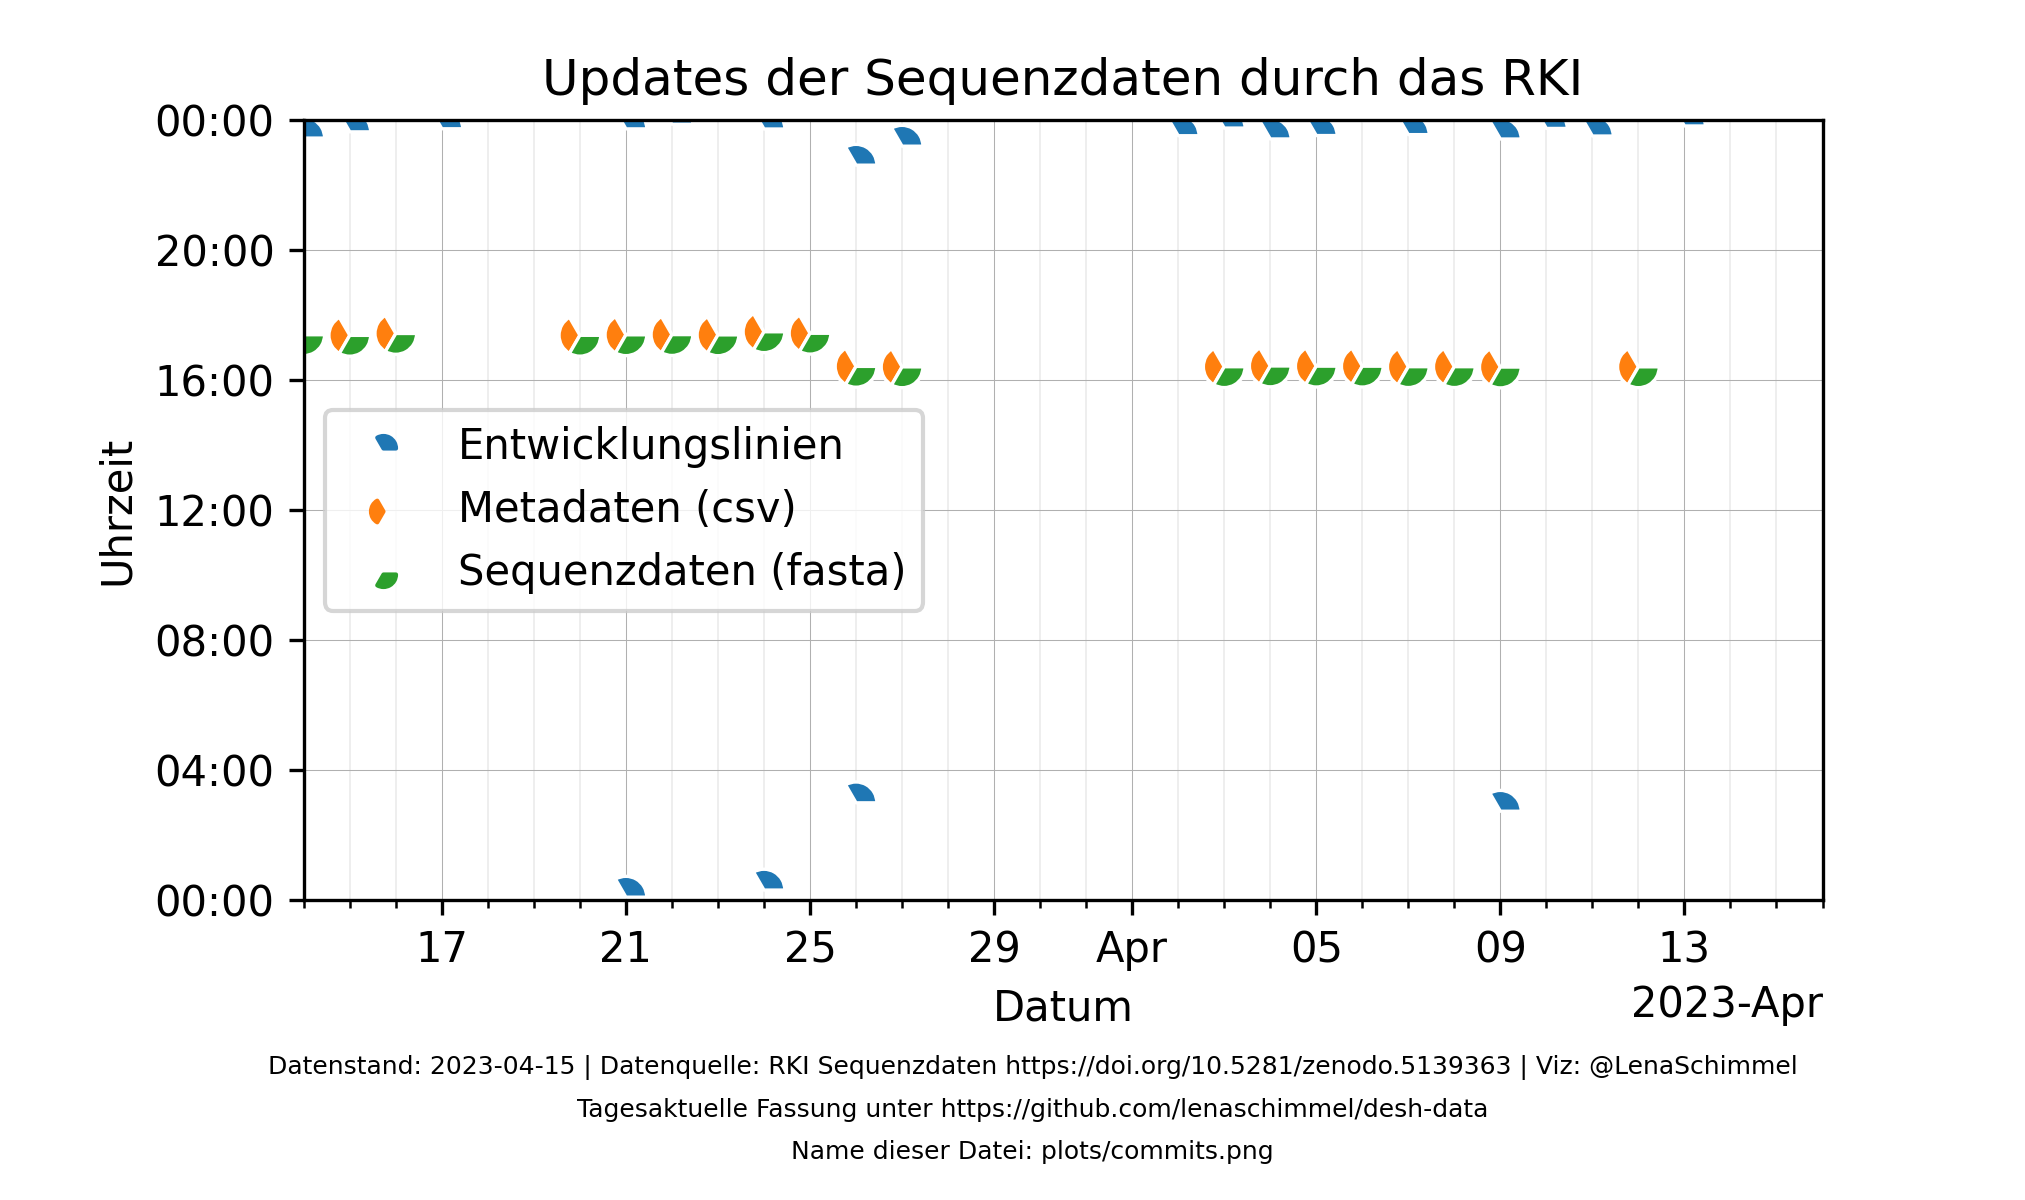 Updates der Sequenzdaten durch das RKI
00:00
20:00
16:00
12:00
08:00
04:00
00:00
Uhrzeit
Entwicklungslinien
Metadaten (csv)
Sequenzdaten (fasta)
17 21 25 29 Apr 05 09 13
Datum
2023-Apr
Datenstand: 2023-04-15 | Datenquelle: RKI Sequenzdaten https://doi.org/10.5281/zenodo.5139363 | Viz: @LenaSchimmel
Tagesaktuelle Fassung unter https://github.com/lenaschimmel/desh-data
Name dieser Datei: plots/commits.png